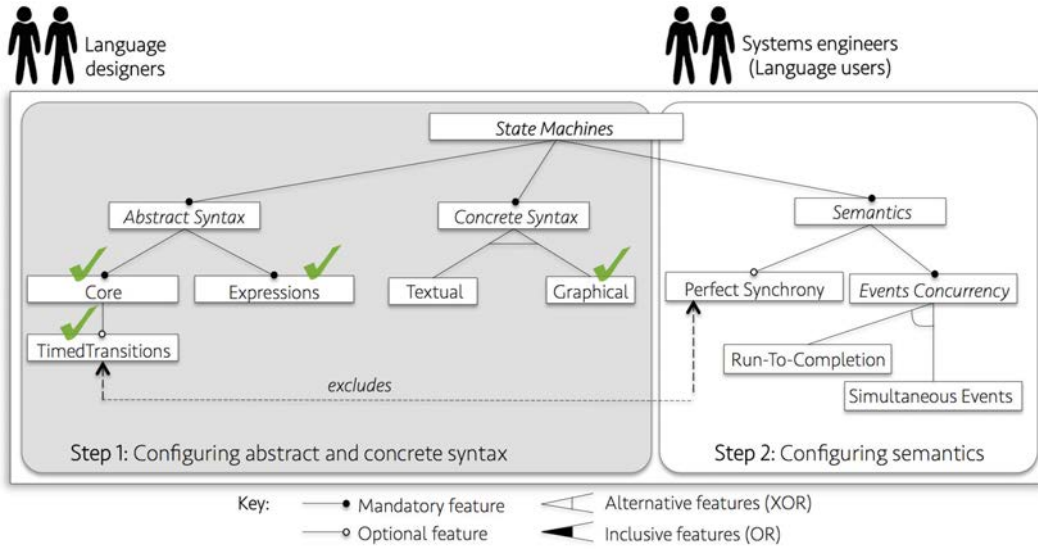 Language
designers
Systems engineers
(Language users)
State Machines
Abstract Syntax
Concrete Syntax
Semantics
Core
Expressions
Textual
Graphical
Perfect Synchrony
Events Concurrency
TimedTransitions
Run-To-Completion
excludes
Simultaneous Events
Step 1: Configuring abstract and concrete syntax
Step 2: Configuring semantics
Key:
Mandatory feature
Alternative features (XOR)
Optional feature
Inclusive features (OR)